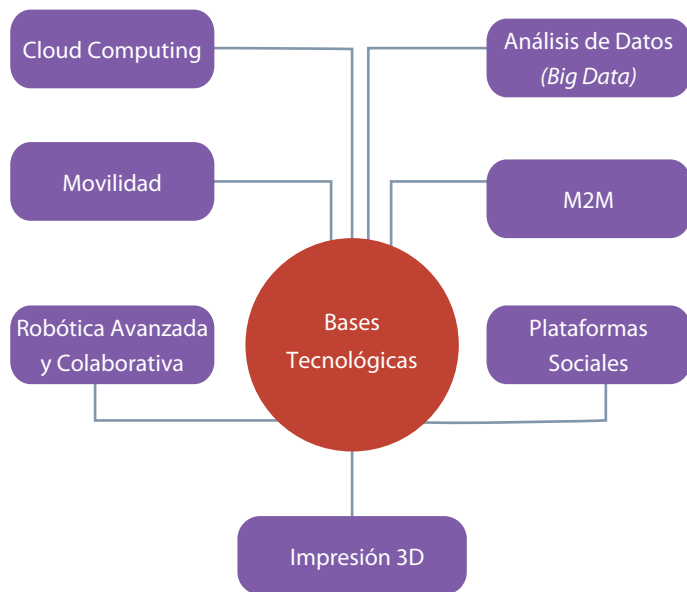 Cloud Computing
Análisis de Datos
(Big Data)
Movilidad
M2M
Bases
Tecnológicas
Robótica Avanzada
y Colaborativa
Plataformas
Sociales
Impresión 3D